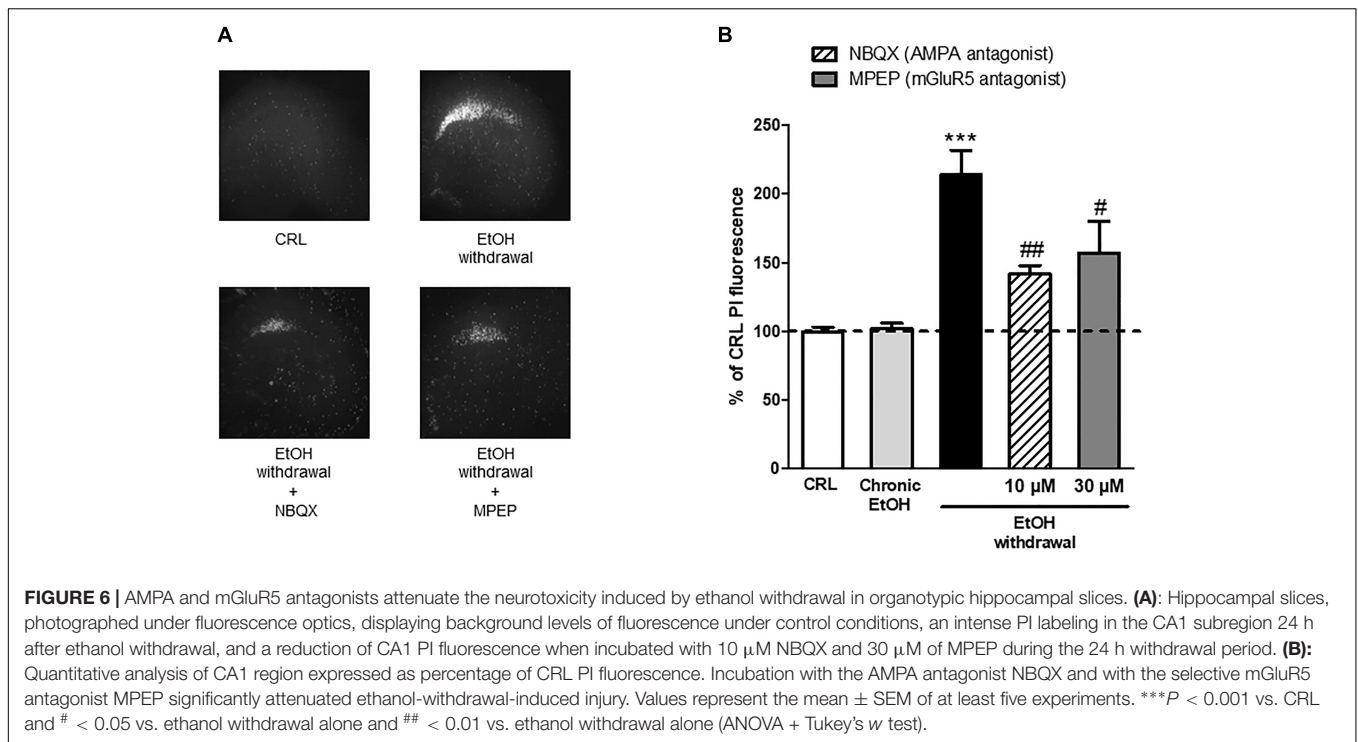 A
CRL
EtOH
withdrawal
EtOH
withdrawal
+
NBQX
EtOH
withdrawal
+
MPEP
B
NBQX (AMPA antagonist)
MPEP (mGluR5 antagonist)
% of CRL PI fluorescence
250
200
150
100
50
0
***
##
#
CRL
Chronic
EtOH
10 µM
30 µM
EtOH
withdrawal
FIGURE 6 | AMPA and mGluR5 antagonists attenuate the neurotoxicity induced by ethanol withdrawal in organotypic hippocampal slices. (A): Hippocampal slices,
photographed under fluorescence optics, displaying background levels of fluorescence under control conditions, an intense PI labeling in the CA1 subregion 24 h
after ethanol withdrawal, and a reduction of CA1 PI fluorescence when incubated with 10 µM NBQX and 30 µM of MPEP during the 24 h withdrawal period. (B):
Quantitative analysis of CA1 region expressed as percentage of CRL PI fluorescence. Incubation with the AMPA antagonist NBQX and with the selective mGluR5
antagonist MPEP significantly attenuated ethanol-withdrawal-induced injury. Values represent the mean ± SEM of at least five experiments. ***P < 0.001 vs. CRL
and # < 0.05 vs. ethanol withdrawal alone and ## < 0.01 vs. ethanol withdrawal alone (ANOVA + Tukey's w test).